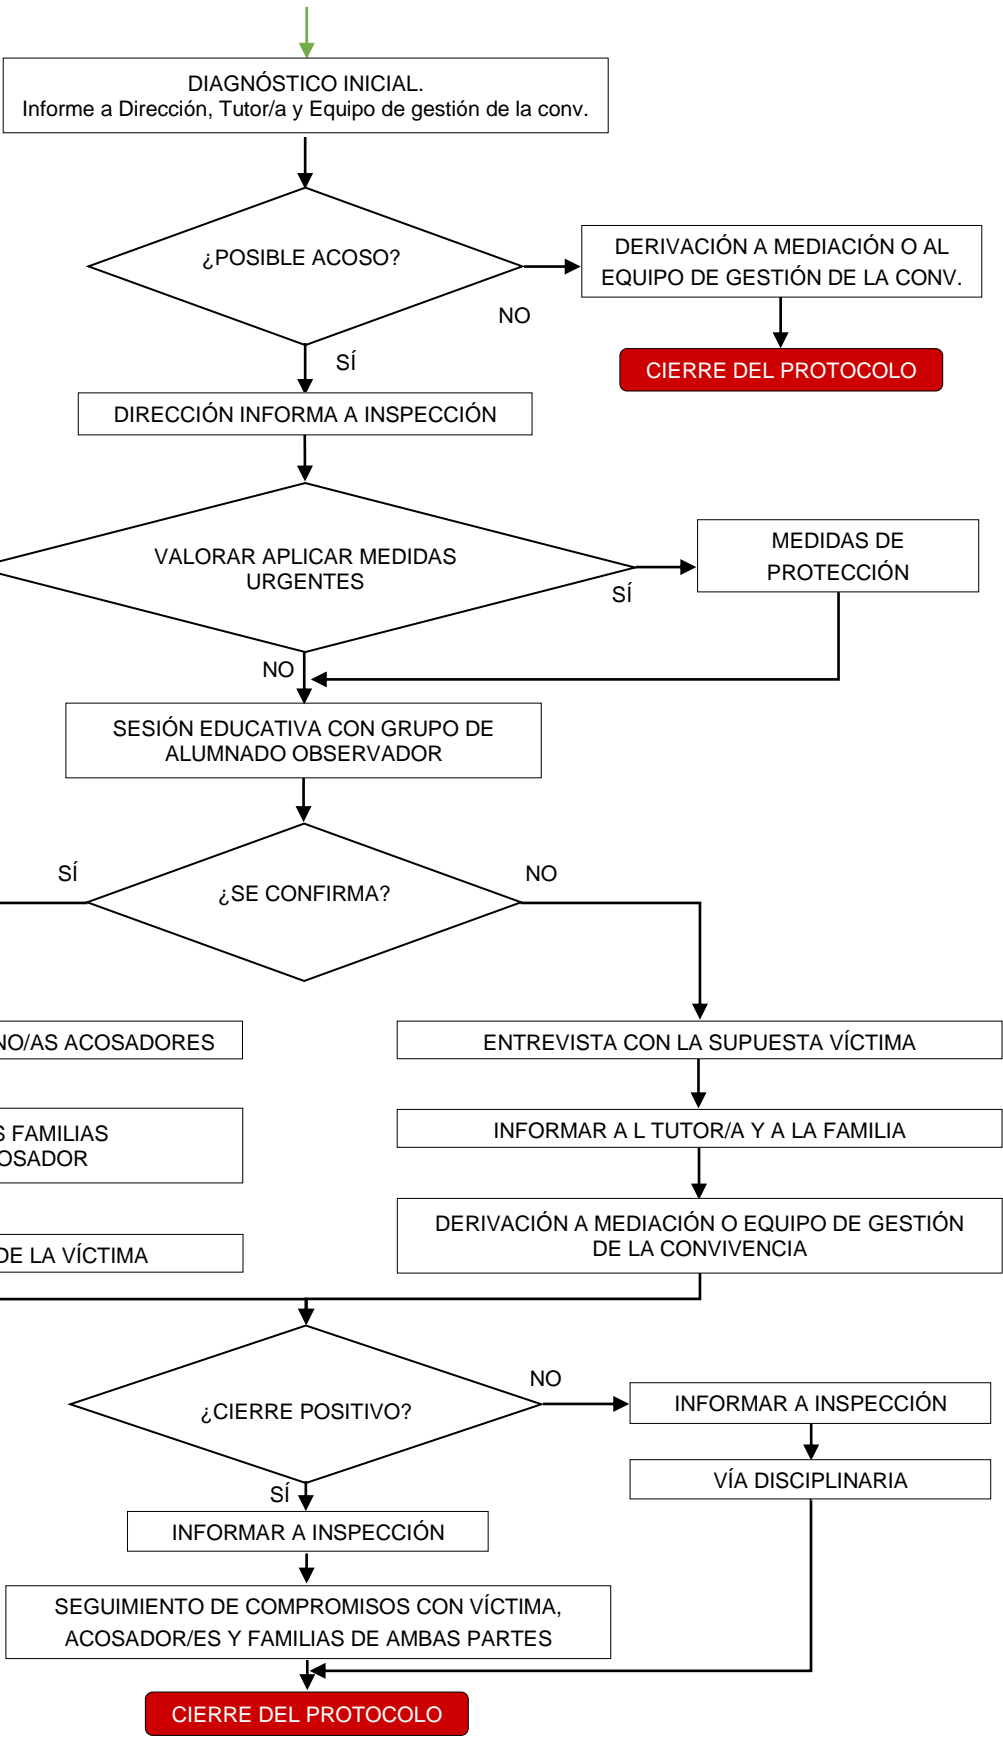 DIAGNÓSTICO INICIAL.
Informe a Dirección, Tutor/a y Equipo de gestión de la conv.
¿POSIBLE ACOSO?
DERIVACIÓN A MEDIACIÓN O AL
EQUIPO DE GESTIÓN DE LA CONV.
NO
CIERRE DEL PROTOCOLO
SÍ
DIRECCIÓN INFORMA A INSPECCIÓN
VALORAR APLICAR MEDIDAS
URGENTES
MEDIDAS DE
PROTECCIÓN
SÍ
NO
SESIÓN EDUCATIVA CON GRUPO DE
ALUMNADO OBSERVADOR
SÍ
¿SE CONFIRMA?
NO
NO/AS ACOSADORES
ENTREVISTA CON LA SUPUESTA VÍCTIMA
S FAMILIAS
OSADOR
INFORMAR A L TUTOR/A Y A LA FAMILIA
DE LA VÍCTIMA
DERIVACIÓN A MEDIACIÓN O EQUIPO DE GESTIÓN
DE LA CONVIVENCIA
¿CIERRE POSITIVO?
NO
INFORMAR A INSPECCIÓN
VÍA DISCIPLINARIA
SÍ
INFORMAR A INSPECCIÓN
SEGUIMIENTO DE COMPROMISOS CON VÍCTIMA,
ACOSADOR/ES Y FAMILIAS DE AMBAS PARTES
CIERRE DEL PROTOCOLO